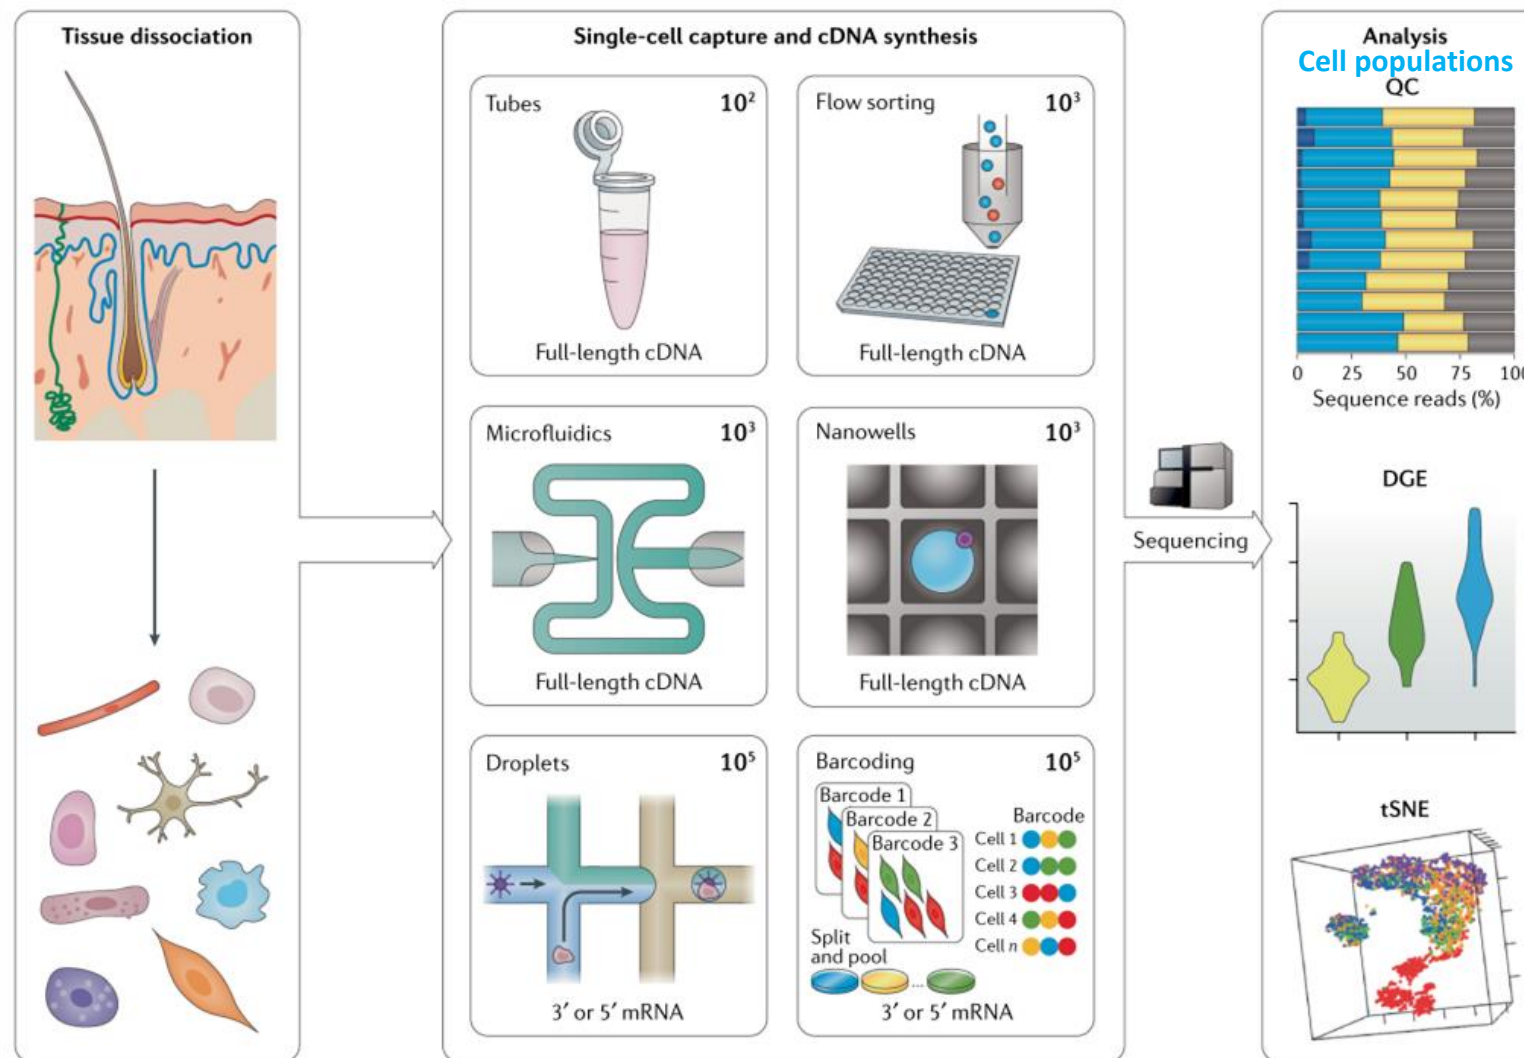 Tissue dissociation
Single-cell capture and cDNA synthesis
Tubes
10²
Full-length cDNA
Flow sorting
10³
Full-length cDNA
Microfluidics
10³
Full-length cDNA
Nanowells
10³
Full-length cDNA
Droplets
10⁵
3′ or 5′ mRNA
Barcoding
10⁵
Barcode 1
Barcode 2
Barcode 3
Barcode
Cell 1
Cell 2
Cell 3
Cell 4
Cell n
Split
and pool
...
3′ or 5′ mRNA
Sequencing
Analysis
Cell populations
QC
0 25 50 75 100
Sequence reads (%)
DGE
tSNE